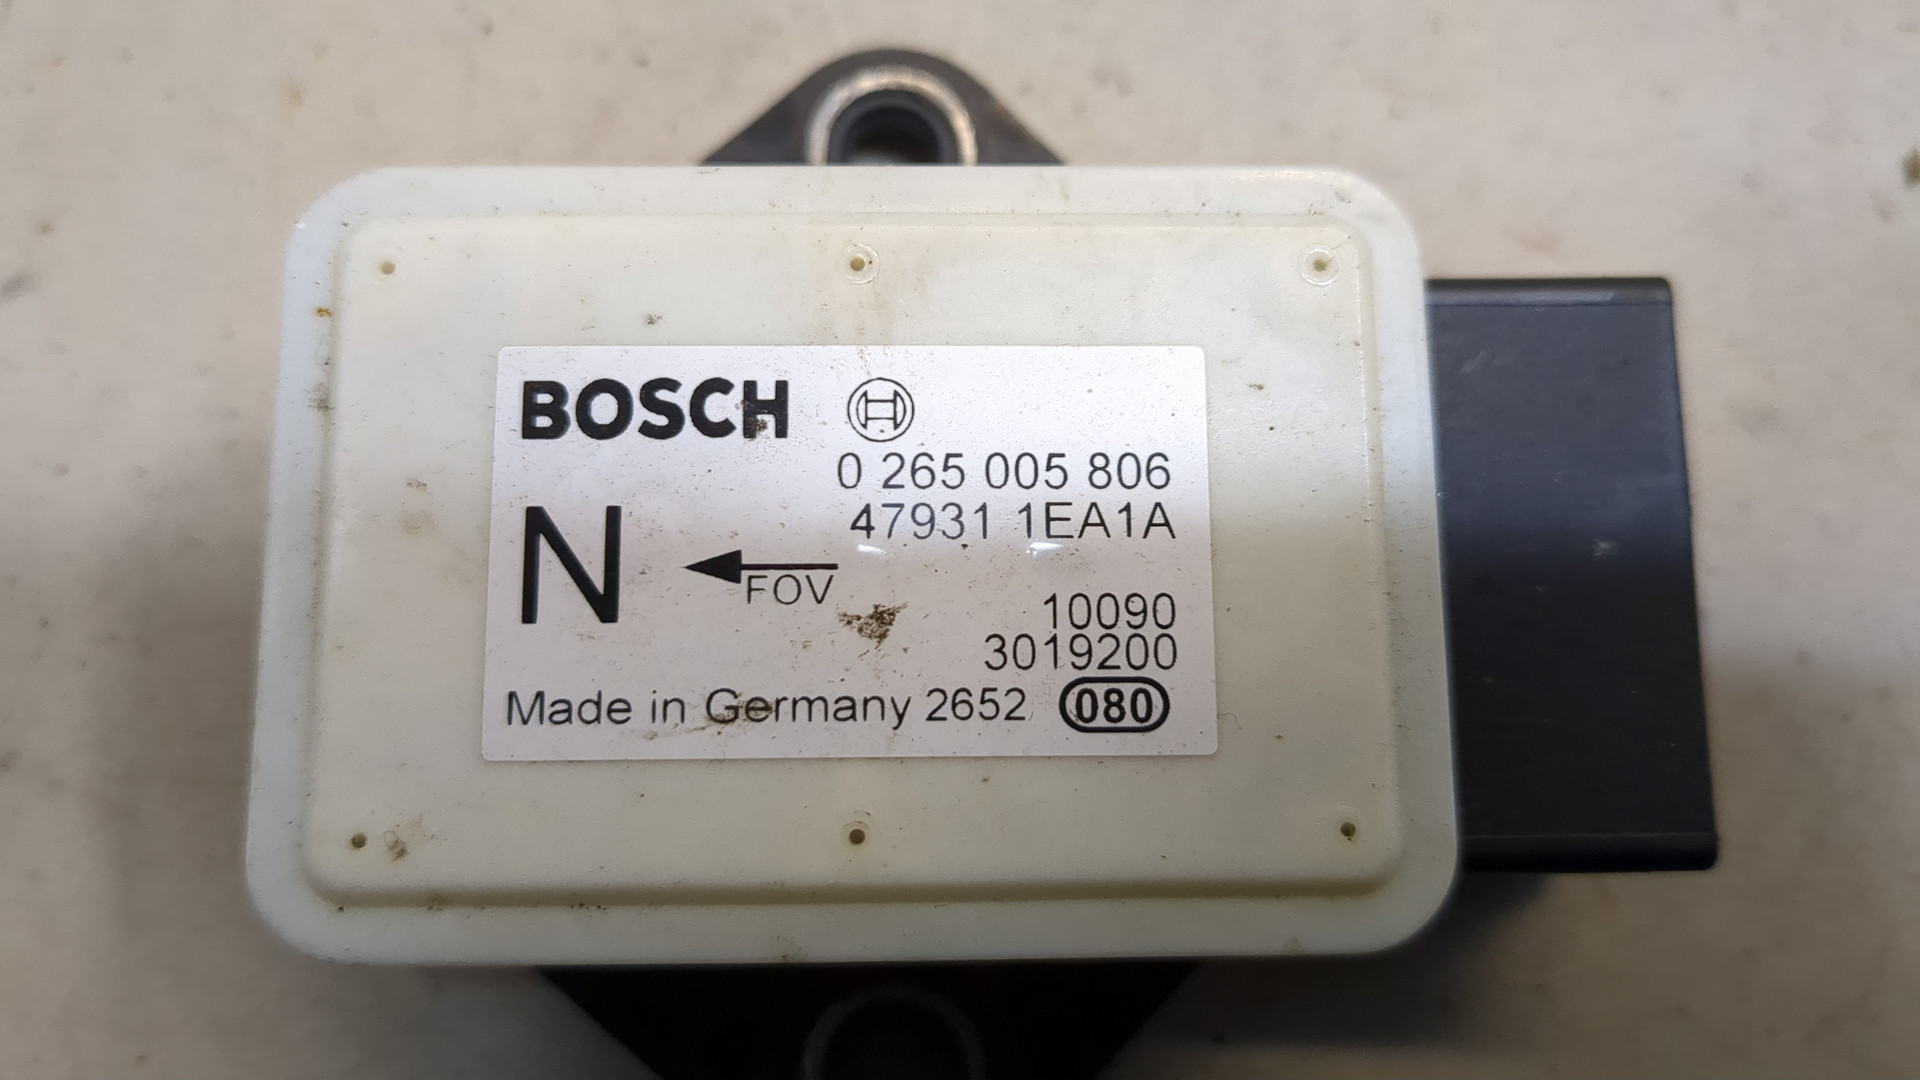 BOSCH
0 265 005 806
47931 1EA1A
N
FOV
10090
3019200
Made in Germany 2652 080